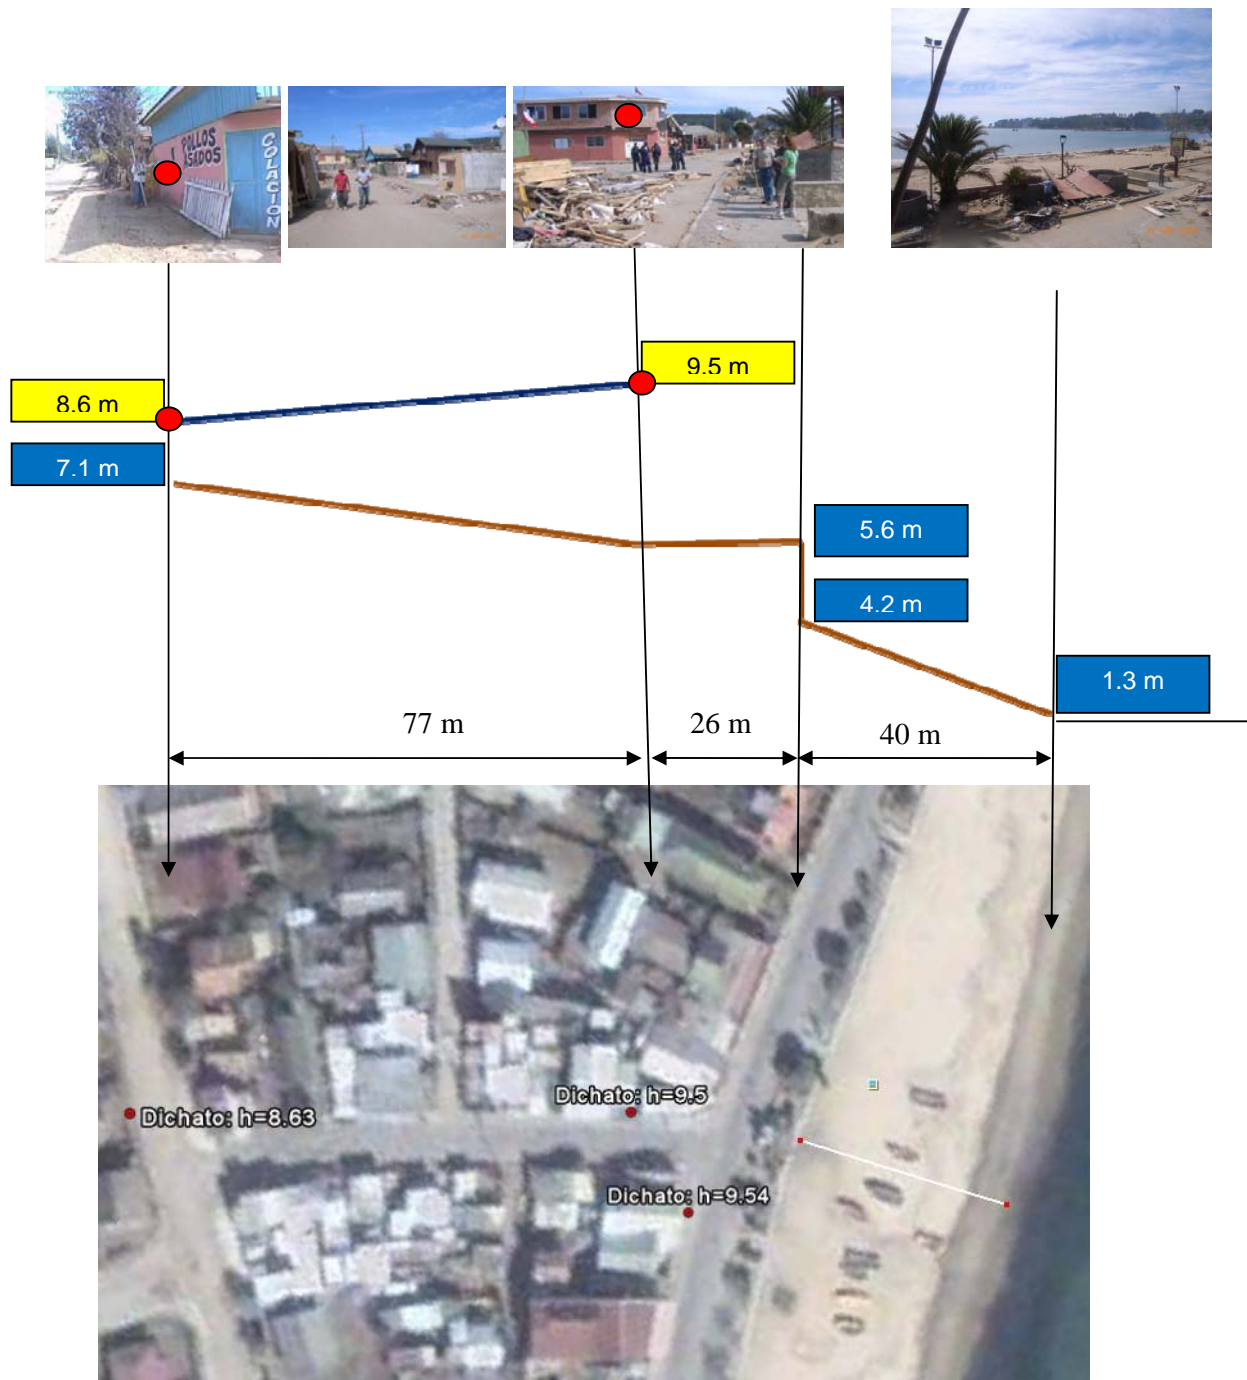 POLLOS
ASADOS
COLACION
9.5 m
8.6 m
7.1 m
5.6 m
4.2 m
1.3 m
77 m
26 m
40 m
Dichato: h=8.63
Dichato: h=9.5
Dichato: h=9.54